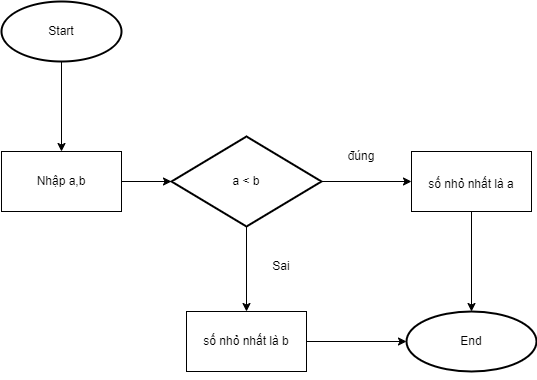 Start
đúng
Nhập a,b
a < b
số nhỏ nhất là a
Sai
số nhỏ nhất là b
End